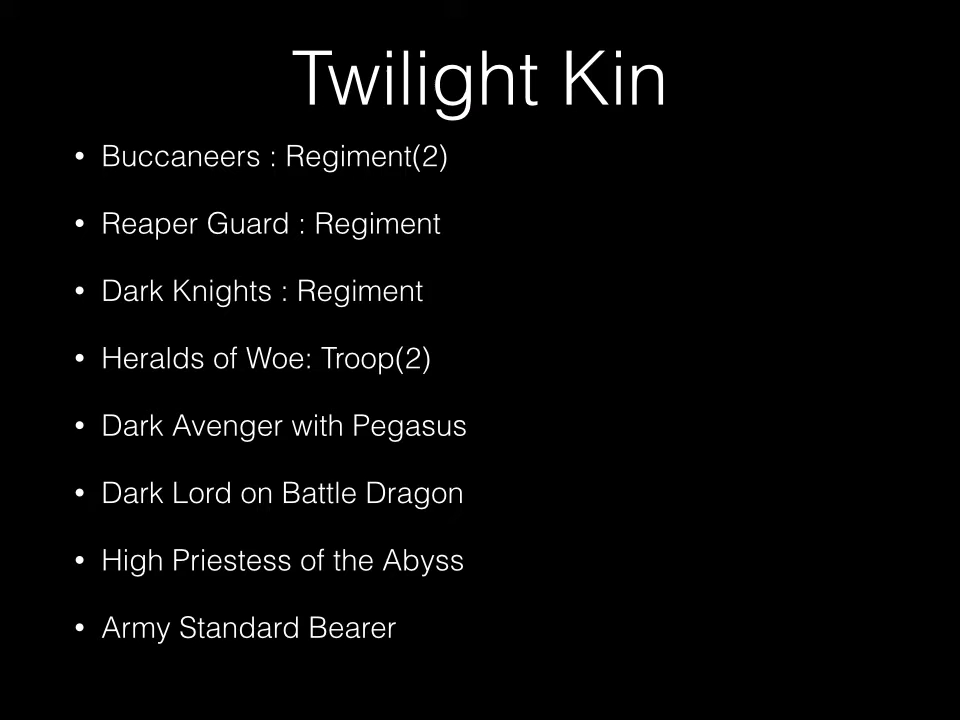 Twilight Kin
• Buccaneers : Regiment(2)
• Reaper Guard : Regiment
• Dark Knights : Regiment
• Heralds of Woe: Troop(2)
• Dark Avenger with Pegasus
• Dark Lord on Battle Dragon
• High Priestess of the Abyss
• Army Standard Bearer